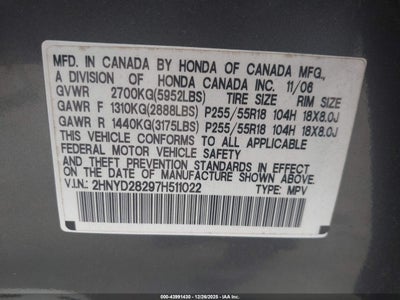 MFD. IN CANADA BY HONDA OF CANADA MFG.,
A DIVISION OF HONDA CANADA INC. 11/06
GVWR 2700KG(5952LBS) TIRE SIZE RIM SIZE
GAWR F 1310KG(2888LBS) P255/55R18 104H 18X8.0J
GAWR R 1440KG(3175LBS) P255/55R18 104H 18X8.0J
THIS VEHICLE CONFORMS TO ALL APPLICABLE
FEDERAL MOTOR VEHICLE SAFETY AND
THEFT PREVENTION STANDARDS IN EFFECT ON
THE DATE OF MANUFACTURE SHOWN ABOVE.
V.I.N.: 2HNYD28297H511022 TYPE: MPV
© 43991430 - 12/26/2025 - IAA Inc.